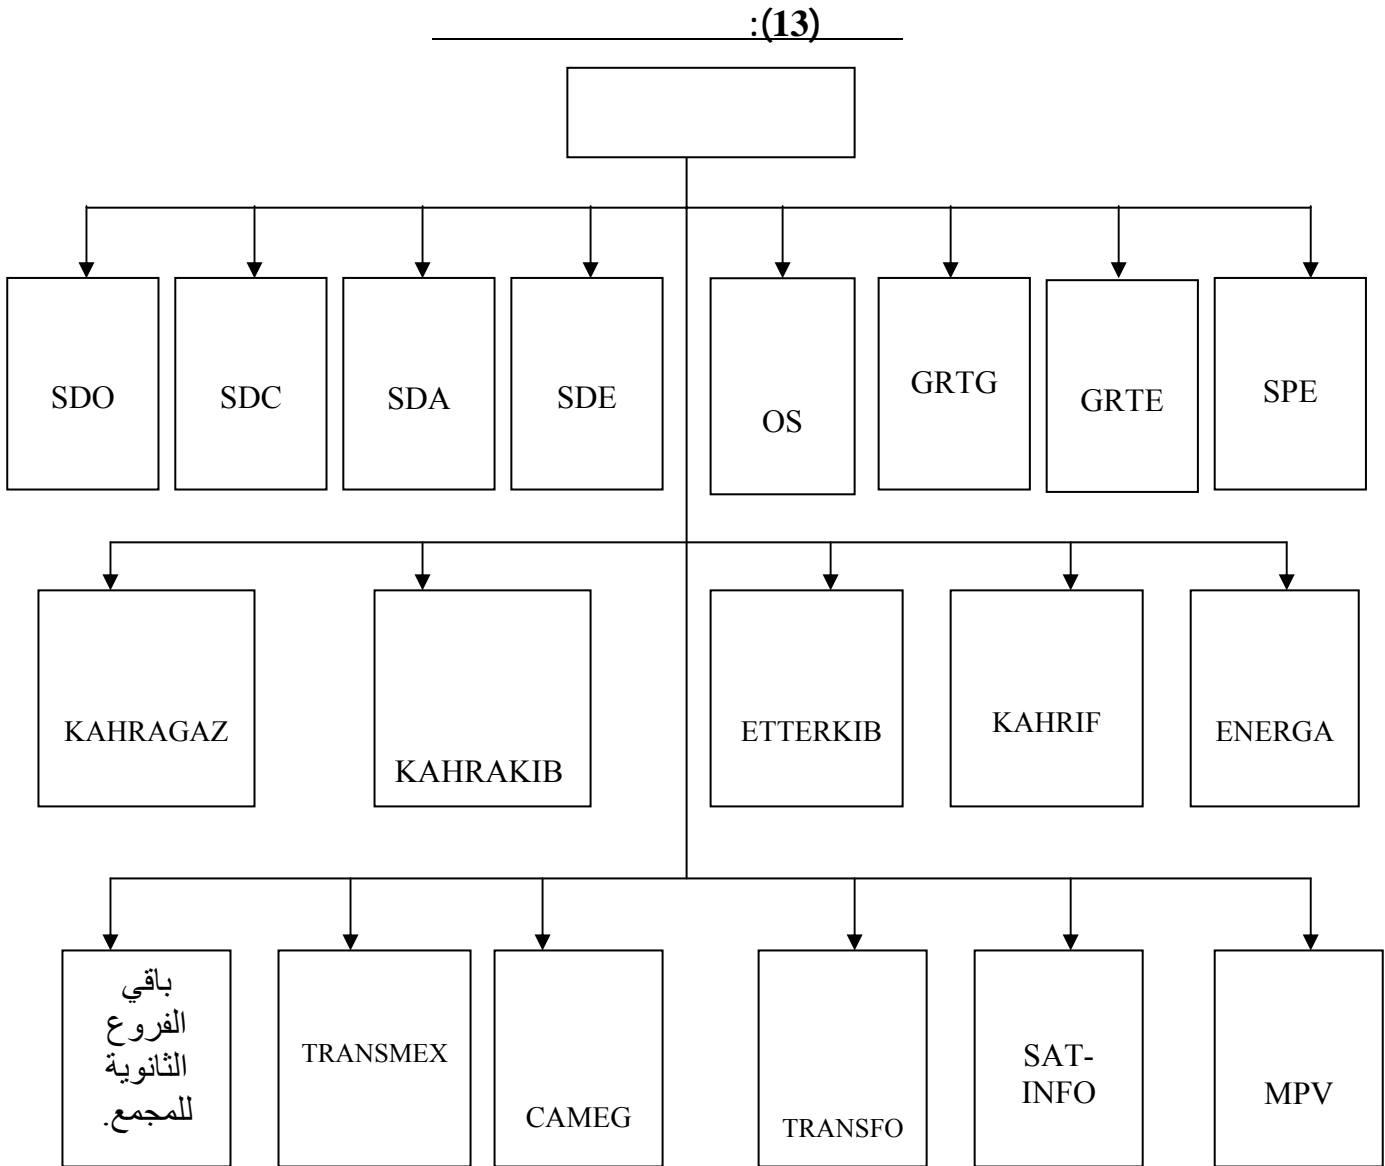 (13):
SDO
SDC
SDA
SDE
OS
GRTG
GRTE
SPE
KAHRAGAZ
KAHRAKIB
ETTERKIB
KAHRIF
ENERGA
باقي
الفروع
الثانوية
للمجمع.
TRANSMEX
CAMEG
TRANSFO
SAT-
INFO
MPV